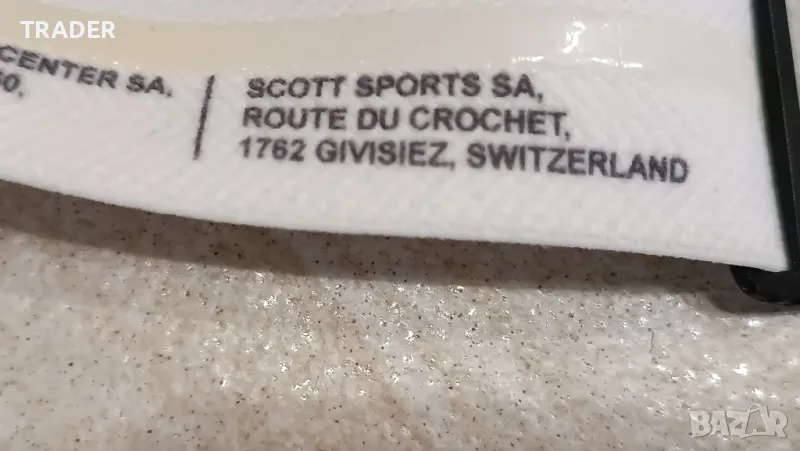 TRADER
CENTER SA.
SCOTT SPORTS SA,
ROUTE DU CROCHET,
1762 GIVISIEZ, SWITZERLAND
BAZAR